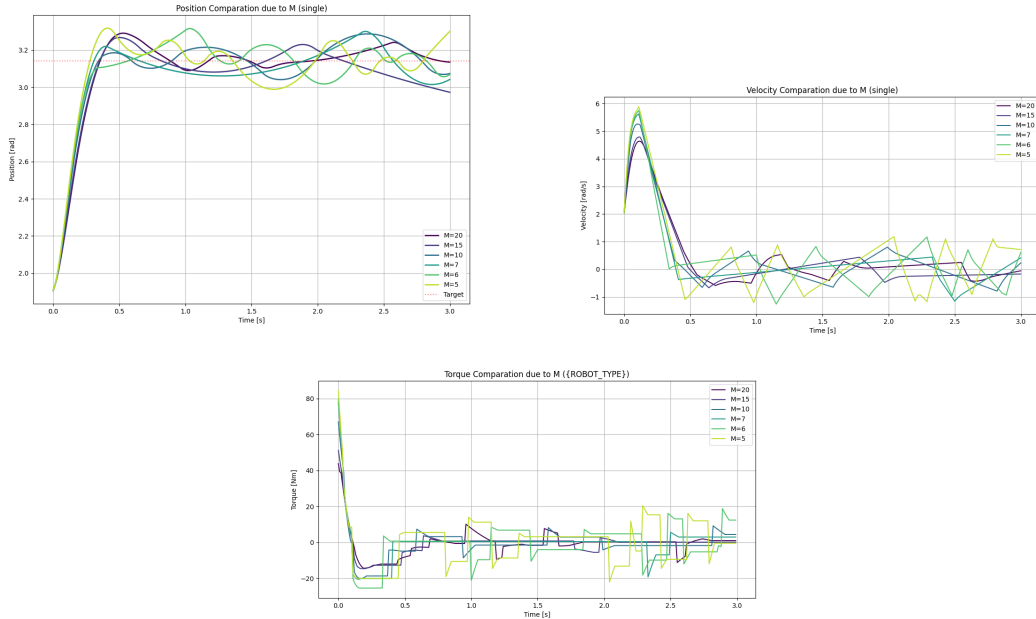 Position Comparation due to M (single)
Position [rad]
3.2
3.0
2.8
2.6
2.4
2.2
2.0
0.0 0.5 1.0 1.5 2.0 2.5 3.0
Time [s]
M=20
M=15
M=10
M=7
M=6
M=5
Target
Velocity Comparation due to M (single)
Velocity [rad/s]
6
5
4
3
2
1
0
−1
0.0 0.5 1.0 1.5 2.0 2.5 3.0
Time [s]
M=20
M=15
M=10
M=7
M=6
M=5
Torque Comparation due to M ({ROBOT_TYPE})
Torque [Nm]
80
60
40
20
0
−20
0.0 0.5 1.0 1.5 2.0 2.5 3.0
Time [s]
M=20
M=15
M=10
M=7
M=6
M=5